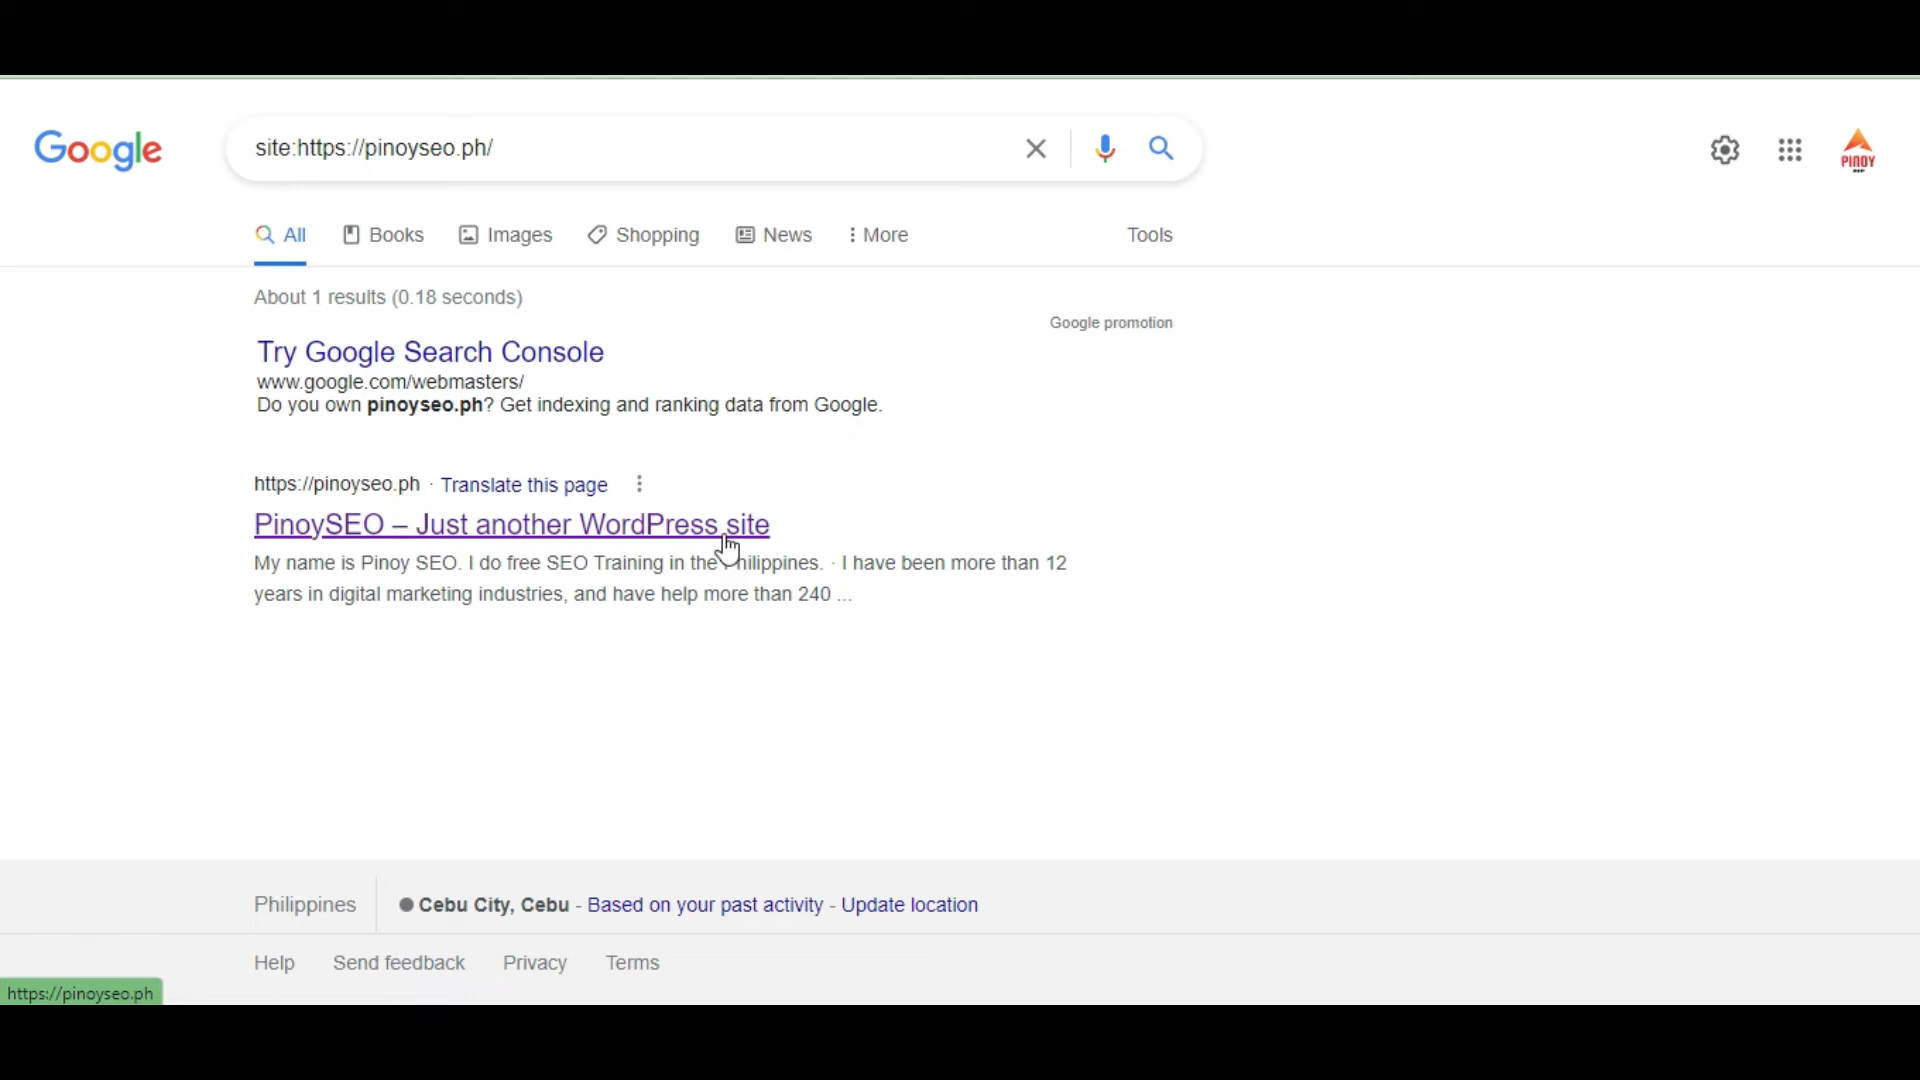 Google
site:https://pinoyseo.ph/
PINOY
All
Books
Images
Shopping
News
More
Tools
About 1 results (0.18 seconds)
Google promotion
Try Google Search Console
www.google.com/webmasters/
Do you own pinoyseo.ph? Get indexing and ranking data from Google.
https://pinoyseo.ph · Translate this page
PinoySEO – Just another WordPress site
My name is Pinoy SEO. I do free SEO Training in the Philippines. · I have been more than 12
years in digital marketing industries, and have help more than 240 ...
Philippines
Cebu City, Cebu - Based on your past activity - Update location
Help
Send feedback
Privacy
Terms
https://pinoyseo.ph